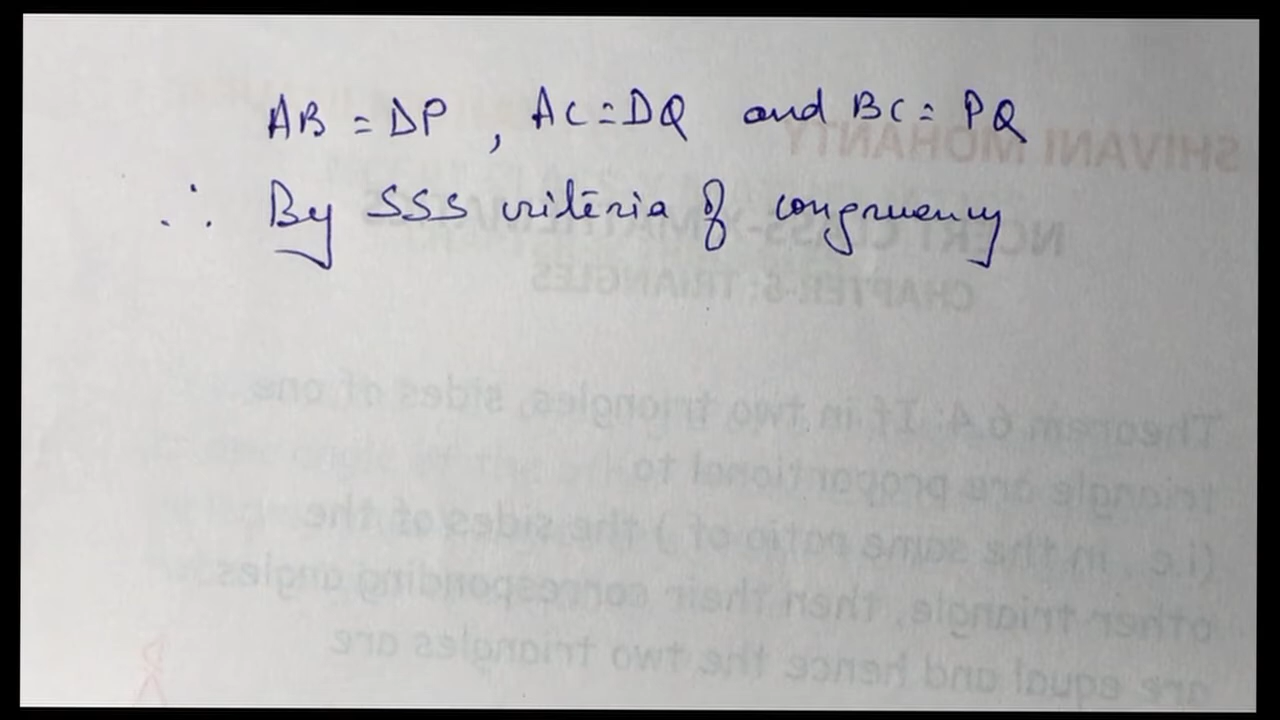 AB = DP , AC = DQ and BC = PQ
∴ By SSS criteria of congruency
SHIVANI MOHANTY
NCERT CLASS-X MATHEMATICS
CHAPTER-6: TRIANGLES
Theorem 6.4: If in two triangles, sides of one
triangle are proportional to
(i.e., in the same ratio of ) the sides of the
other triangle, then their corresponding angles
are equal and hence the two triangles are